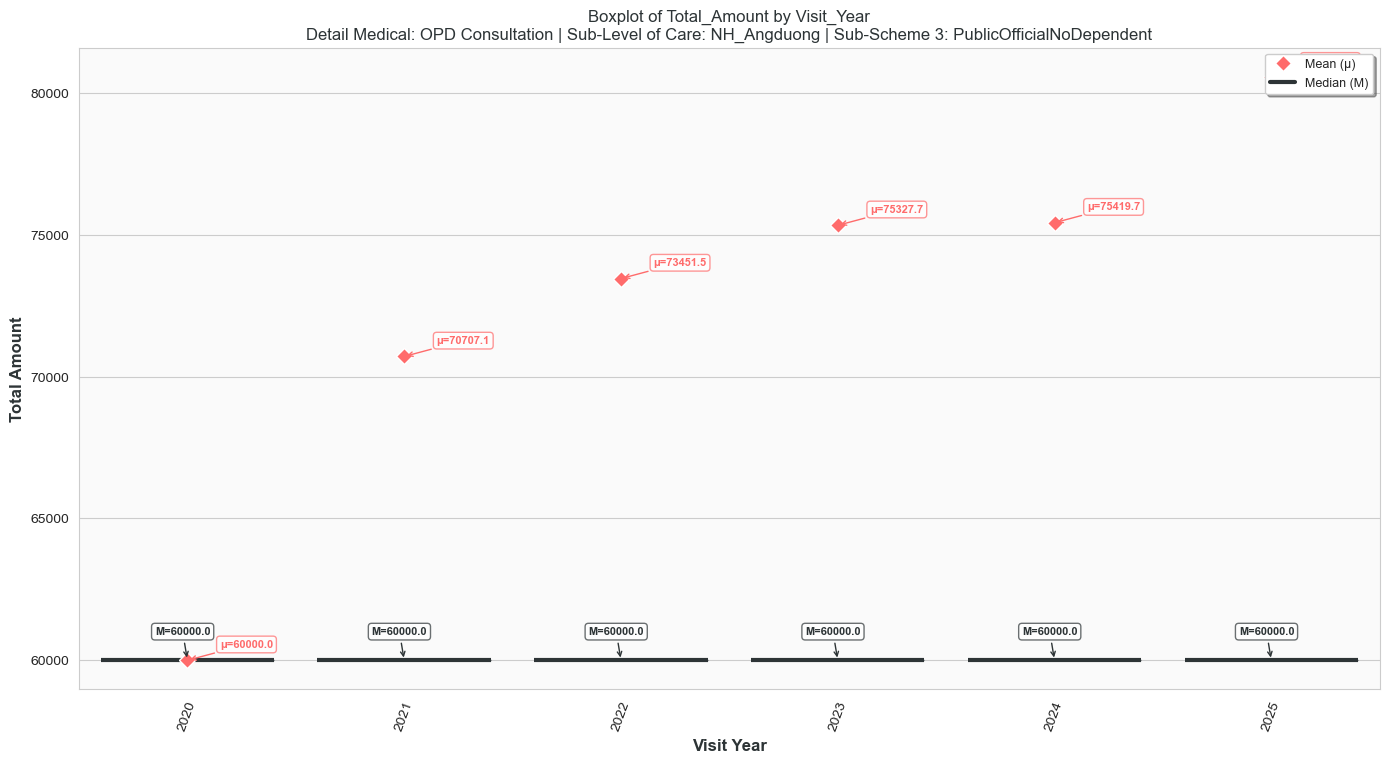 Boxplot of Total_Amount by Visit_Year
Detail Medical: OPD Consultation | Sub-Level of Care: NH_Angduong | Sub-Scheme 3: PublicOfficialNoDependent
Mean (μ)
Median (M)
80000
75000
70000
65000
60000
Total Amount
μ=75327.7
μ=75419.7
μ=73451.5
μ=70707.1
M=60000.0
M=60000.0
M=60000.0
M=60000.0
M=60000.0
M=60000.0
μ=60000.0
2020
2021
2022
2023
2024
2025
Visit Year